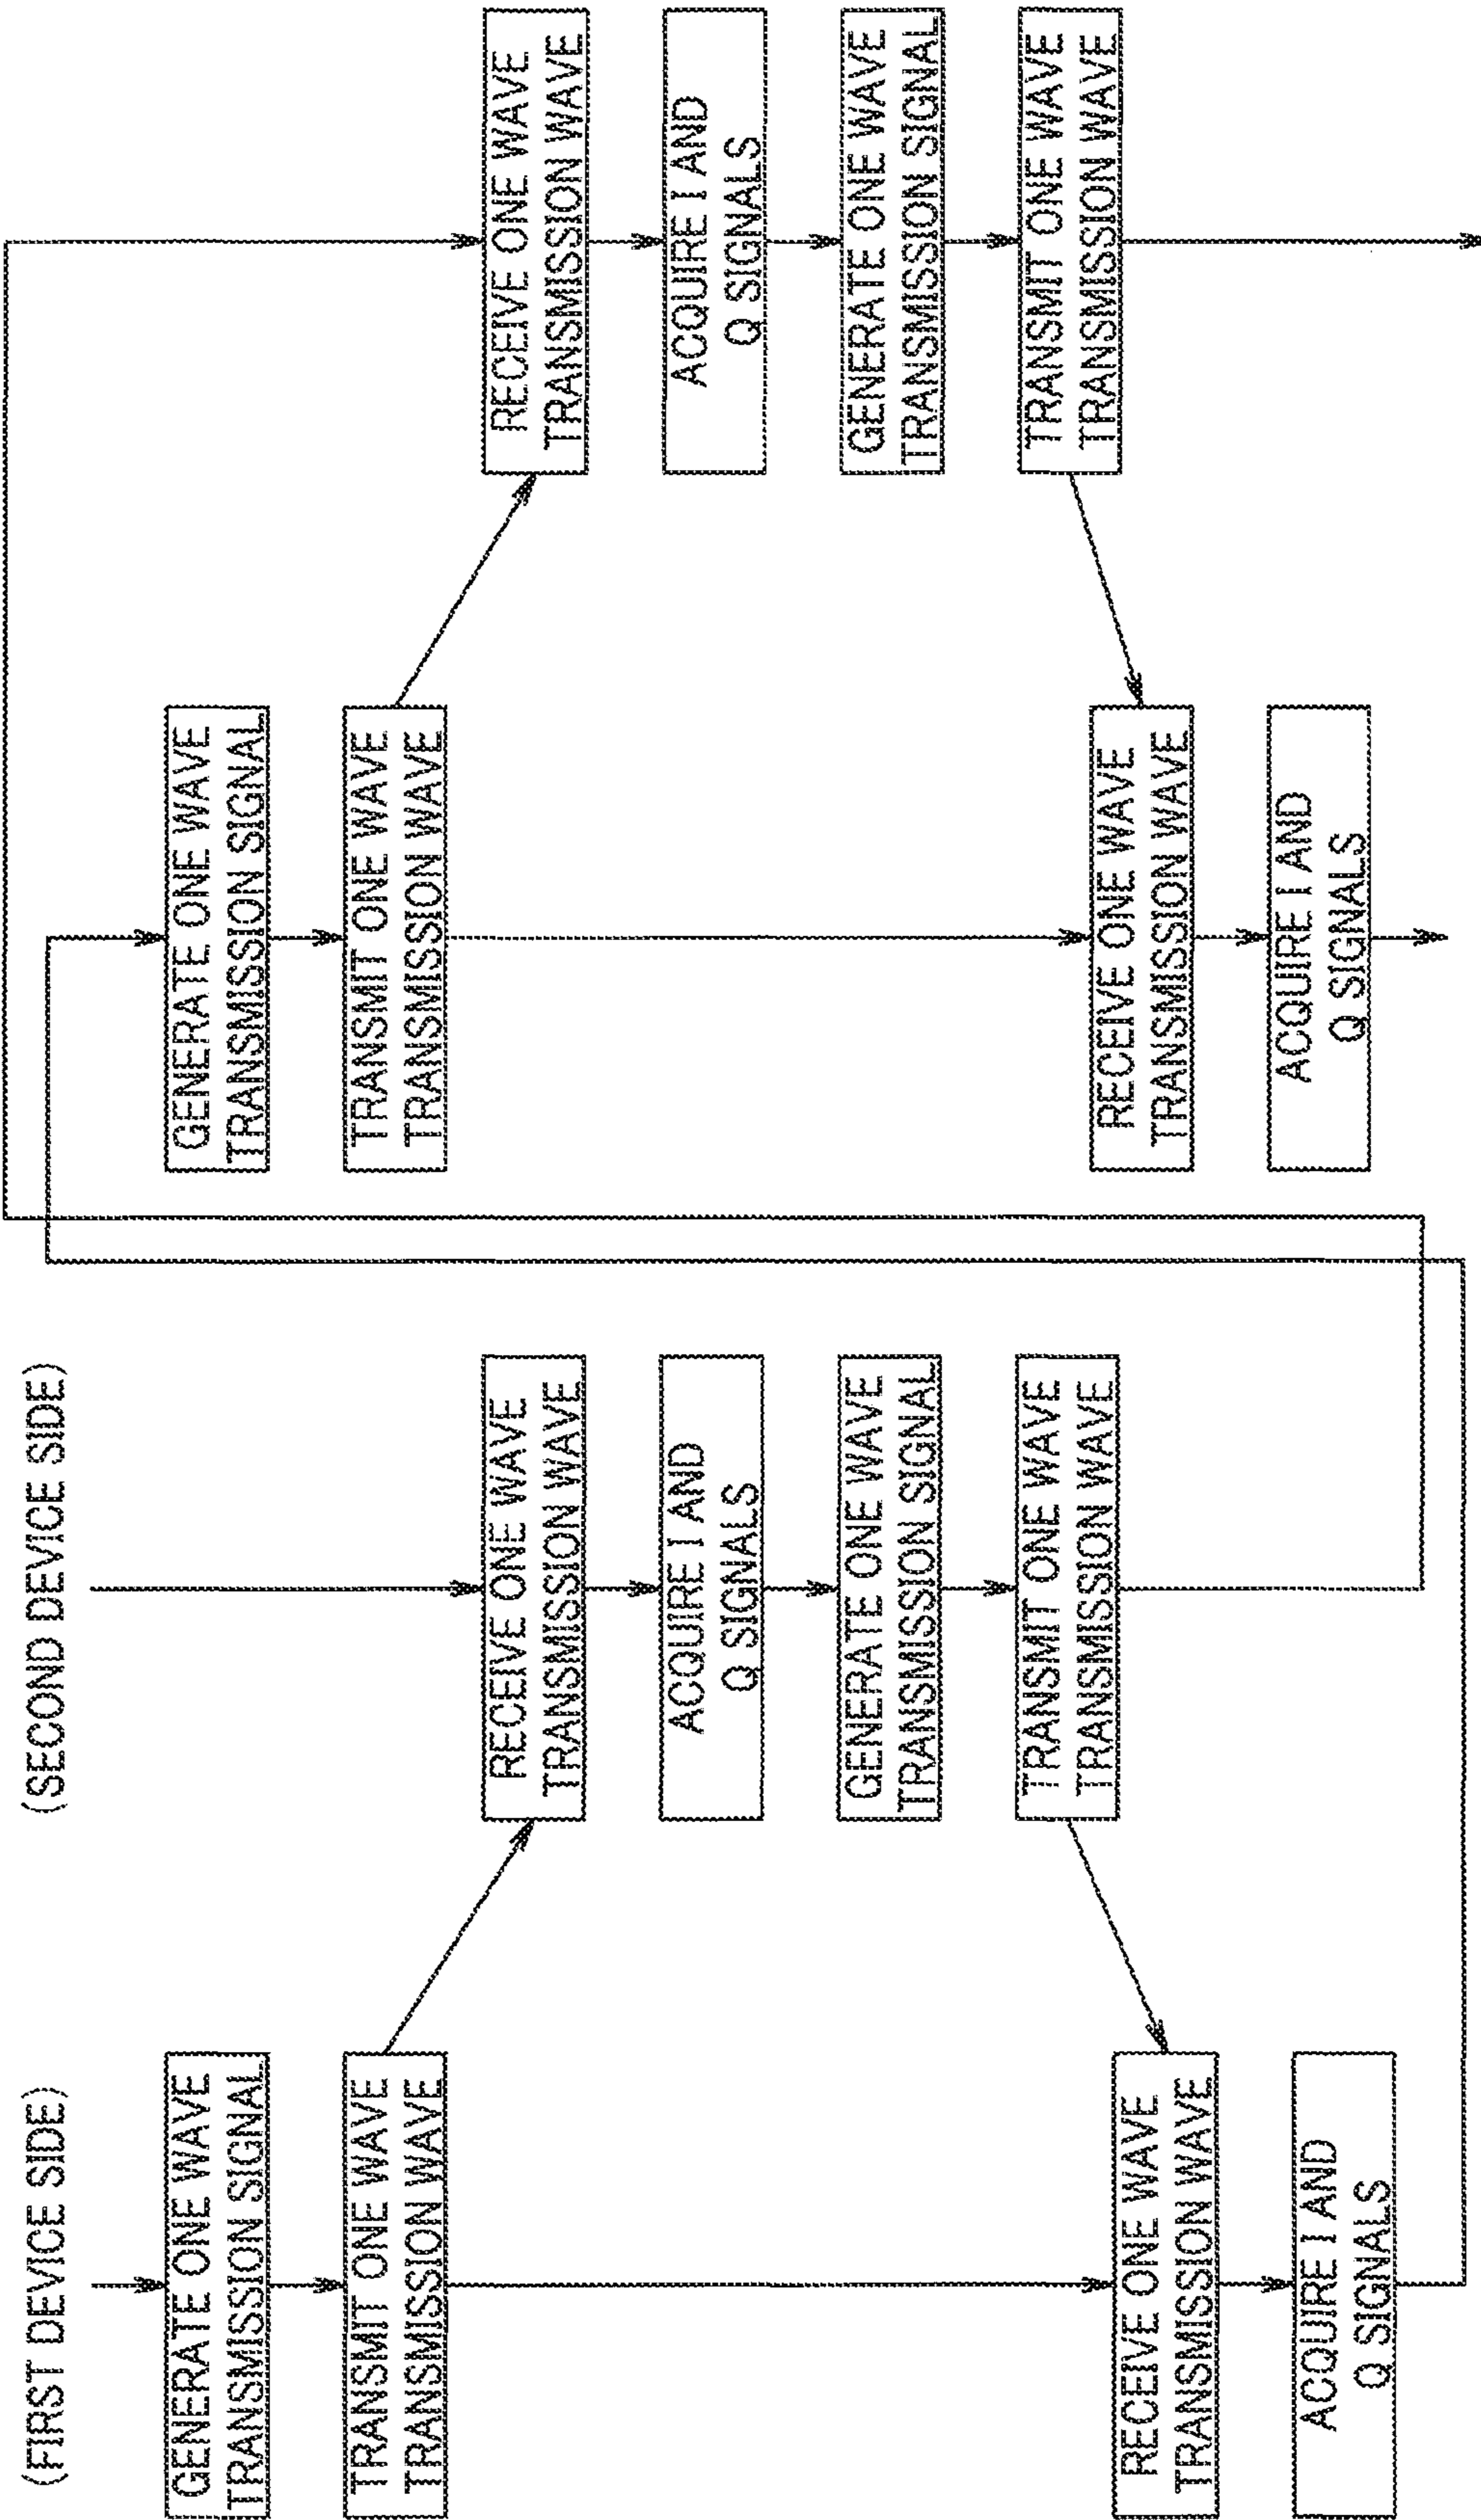 (FIRST DEVICE SIDE)
GENERATE ONE WAVE
TRANSMISSION SIGNAL
TRANSMIT ONE WAVE
TRANSMISSION WAVE
RECEIVE ONE WAVE
TRANSMISSION WAVE
ACQUIRE I AND
Q SIGNALS
(SECOND DEVICE SIDE)
RECEIVE ONE WAVE
TRANSMISSION WAVE
ACQUIRE I AND
Q SIGNALS
GENERATE ONE WAVE
TRANSMISSION SIGNAL
TRANSMIT ONE WAVE
TRANSMISSION WAVE
GENERATE ONE WAVE
TRANSMISSION SIGNAL
TRANSMIT ONE WAVE
TRANSMISSION WAVE
RECEIVE ONE WAVE
TRANSMISSION WAVE
ACQUIRE I AND
Q SIGNALS
RECEIVE ONE WAVE
TRANSMISSION WAVE
ACQUIRE I AND
Q SIGNALS
GENERATE ONE WAVE
TRANSMISSION SIGNAL
TRANSMIT ONE WAVE
TRANSMISSION WAVE